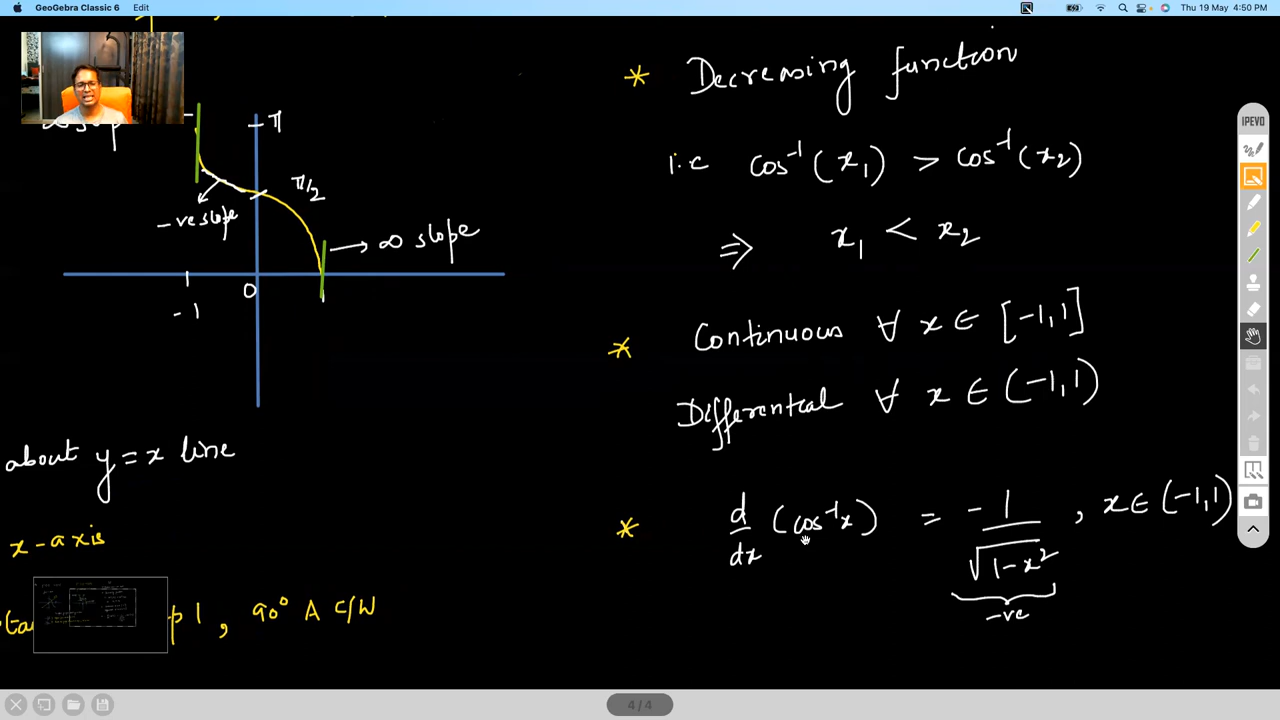 GeoGebra Classic 6 Edit
Thu 19 May 4:50 PM
* Decreasing function
i.e cos⁻¹(x₁) > cos⁻¹(x₂)
⇒ x₁ < x₂
* Continuous ∀ x ∈ [-1,1]
Differential ∀ x ∈ (-1,1)
* d/dx (cos⁻¹x) = -1/√(1-x²) , x ∈ (-1,1)
-ve
π
π/2
-ve slope
→ ∞ slope
0
-1
about y = x line
x-axis
, 90° A C/W
IPEVO
4 / 4